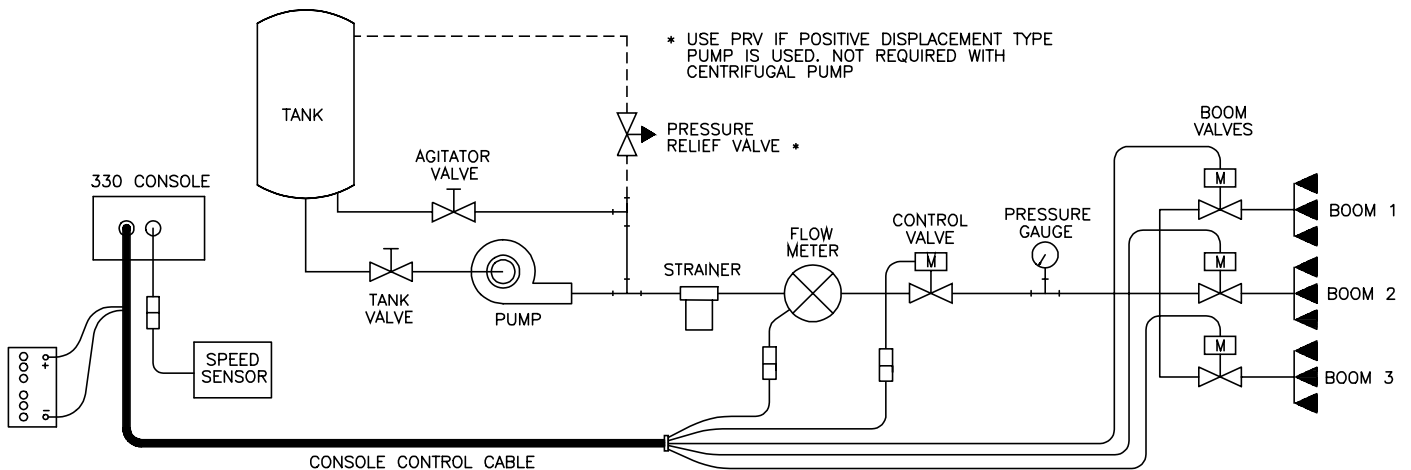 * USE PRV IF POSITIVE DISPLACEMENT TYPE
PUMP IS USED. NOT REQUIRED WITH
CENTRIFUGAL PUMP
TANK
PRESSURE
RELIEF VALVE *
BOOM
VALVES
AGITATOR
VALVE
330 CONSOLE
M
BOOM 1
CONTROL
VALVE
PRESSURE
GAUGE
FLOW
METER
STRAINER
M
M
BOOM 2
TANK
VALVE
PUMP
SPEED
SENSOR
+
−
M
BOOM 3
CONSOLE CONTROL CABLE